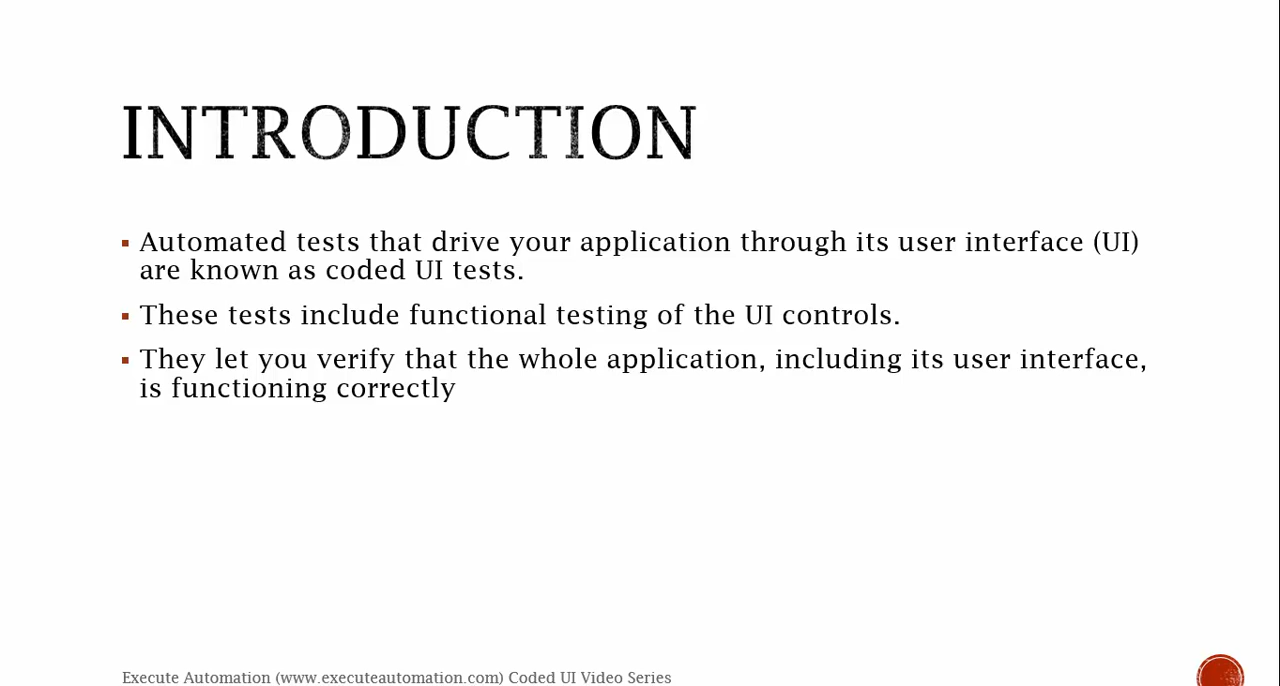 INTRODUCTION
▪ Automated tests that drive your application through its user interface (UI)
are known as coded UI tests.
▪ These tests include functional testing of the UI controls.
▪ They let you verify that the whole application, including its user interface,
is functioning correctly
Execute Automation (www.executeautomation.com) Coded UI Video Series